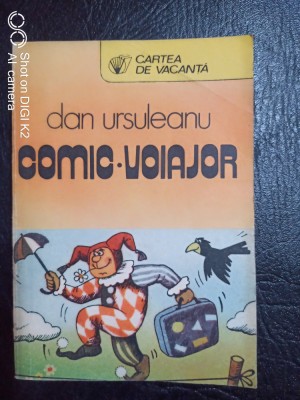 CARTEA
DE VACANȚĂ
dan ursuleanu
COMIC·VOIAJOR
Shot on DIGI K2
AI camera